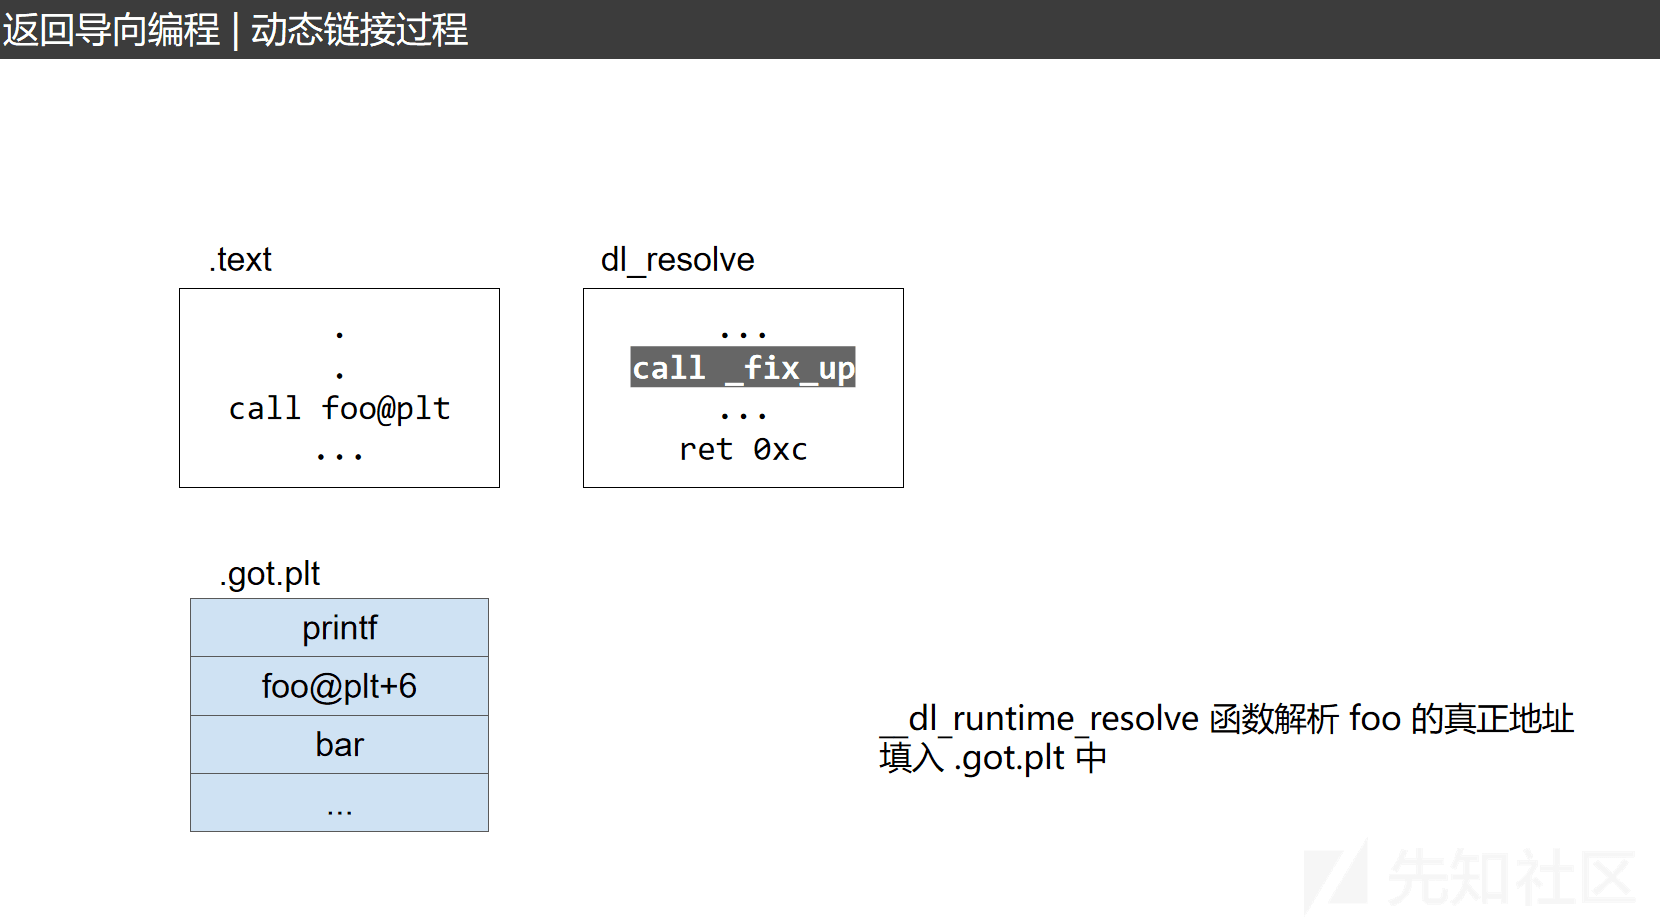 返回导向编程 | 动态链接过程
.text
.
.
call foo@plt
...
dl_resolve
...
call _fix_up
...
ret 0xc
.got.plt
printf
foo@plt+6
bar
...
__dl_runtime_resolve 函数解析 foo 的真正地址
填入 .got.plt 中
先知社区